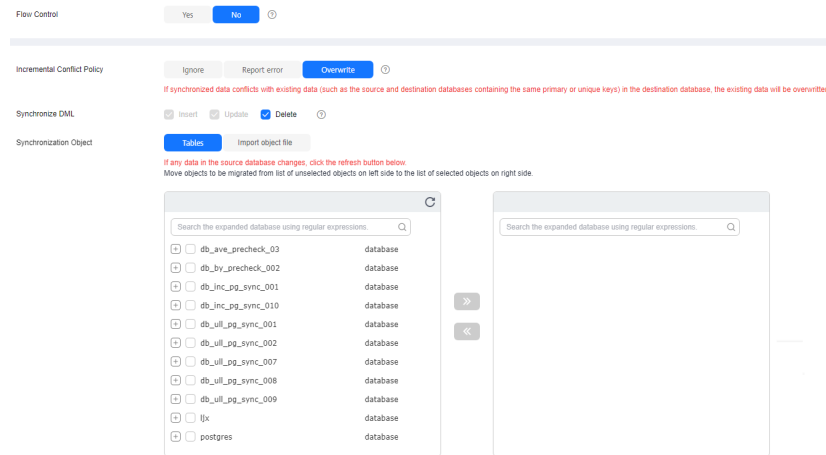 Flow Control Yes No
Incremental Conflict Policy Ignore Report error Overwrite
If synchronized data conflicts with existing data (such as the source and destination databases containing the same primary or unique keys) in the destination database, the existing data will be overwritten
Synchronize DML Insert Update Delete
Synchronization Object Tables Import object file
If any data in the source database changes, click the refresh button below.
Move objects to be migrated from list of unselected objects on left side to the list of selected objects on right side.
Search the expanded database using regular expressions. Search the expanded database using regular expressions.
db_ave_precheck_03 database
db_by_precheck_002 database
db_inc_pg_sync_001 database
db_inc_pg_sync_010 database
db_ull_pg_sync_001 database
db_ull_pg_sync_002 database
db_ull_pg_sync_007 database
db_ull_pg_sync_008 database
db_ull_pg_sync_009 database
ljx database
postgres database